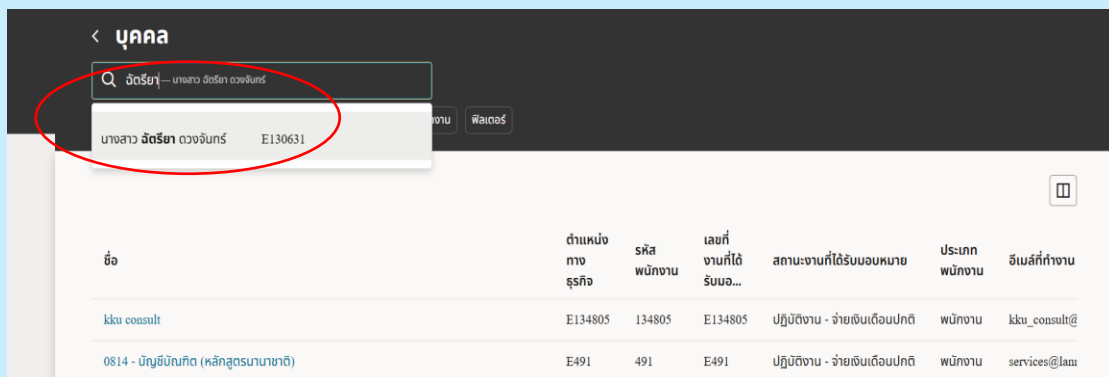 บุคคล
ฉัตรียา — นางสาว ฉัตรียา ดวงจันทร์
นางสาว ฉัตรียา ดวงจันทร์ E130631
ฟิลเตอร์
ชื่อ ตำแหน่งทางธุรกิจ รหัสพนักงาน เลขที่งานที่ได้รับมอ... สถานะงานที่ได้รับมอบหมาย ประเภทพนักงาน อีเมล์ที่ทำงาน
kku consult E134805 134805 E134805 ปฏิบัติงาน - จ่ายเงินเดือนปกติ พนักงาน kku_consult@
0814 - บัญชีบัณฑิต (หลักสูตรนานาชาติ) E491 491 E491 ปฏิบัติงาน - จ่ายเงินเดือนปกติ พนักงาน